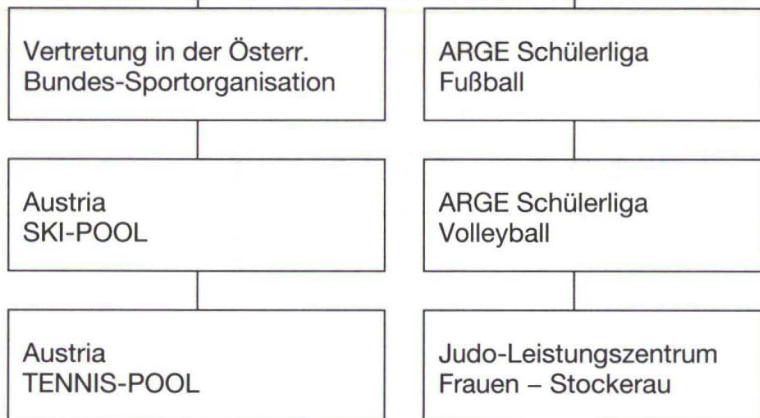 Vertretung in der Österr.
Bundes-Sportorganisation
Austria
SKI-POOL
Austria
TENNIS-POOL
ARGE Schülerliga
Fußball
ARGE Schülerliga
Volleyball
Judo-Leistungszentrum
Frauen – Stockerau